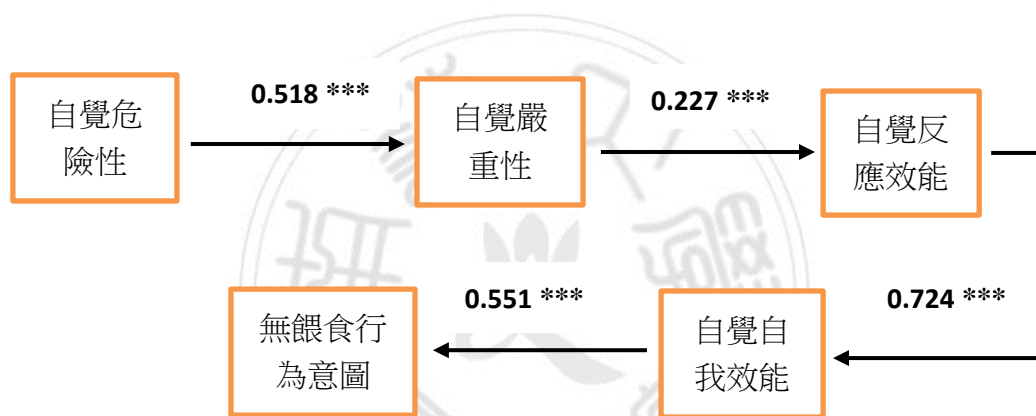 0.518 ***
0.227 ***
自覺危
險性
自覺嚴
重性
自覺反
應效能
0.551 ***
0.724 ***
無餵食行
為意圖
自覺自
我效能